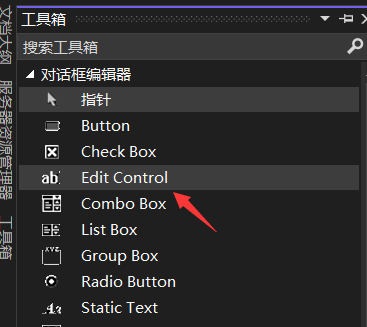 工具箱
搜索工具箱
对话框编辑器
指针
Button
Check Box
Edit Control
Combo Box
List Box
Group Box
Radio Button
Static Text
文档大纲
服务器资源管理器
工具箱